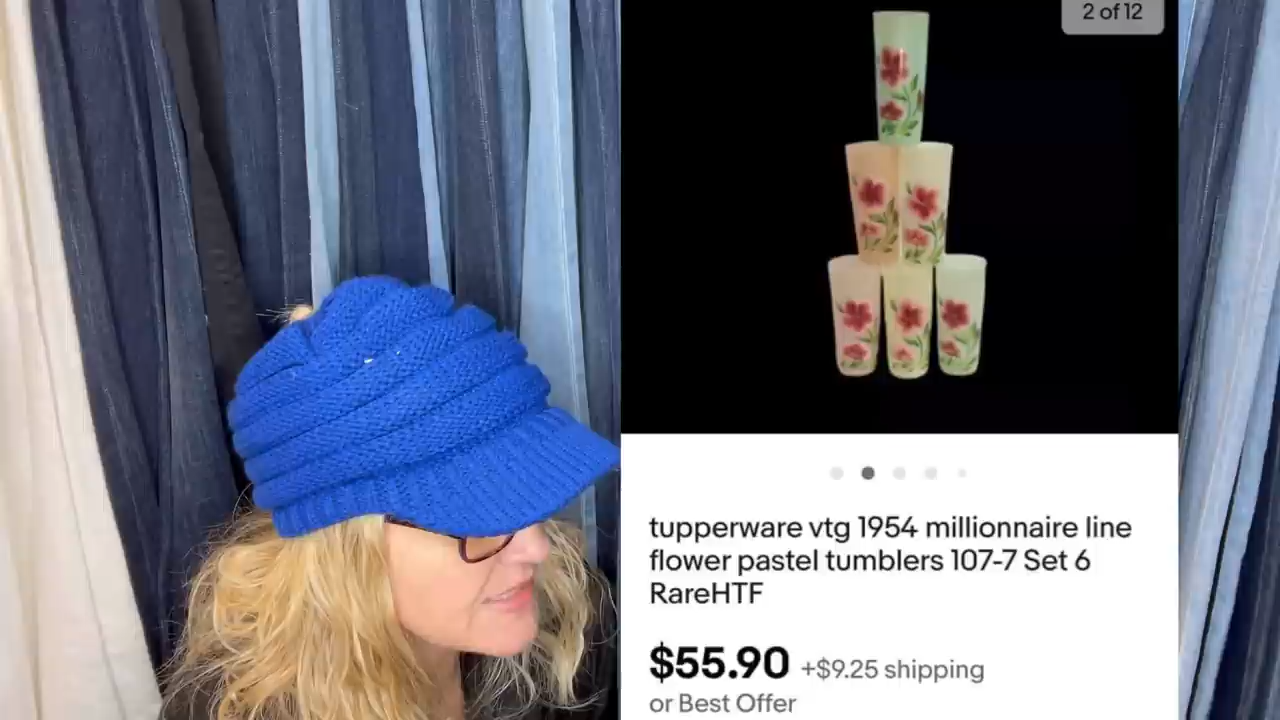 2 of 12
tupperware vtg 1954 millionnaire line
flower pastel tumblers 107-7 Set 6
RareHTF
$55.90 +$9.25 shipping
or Best Offer